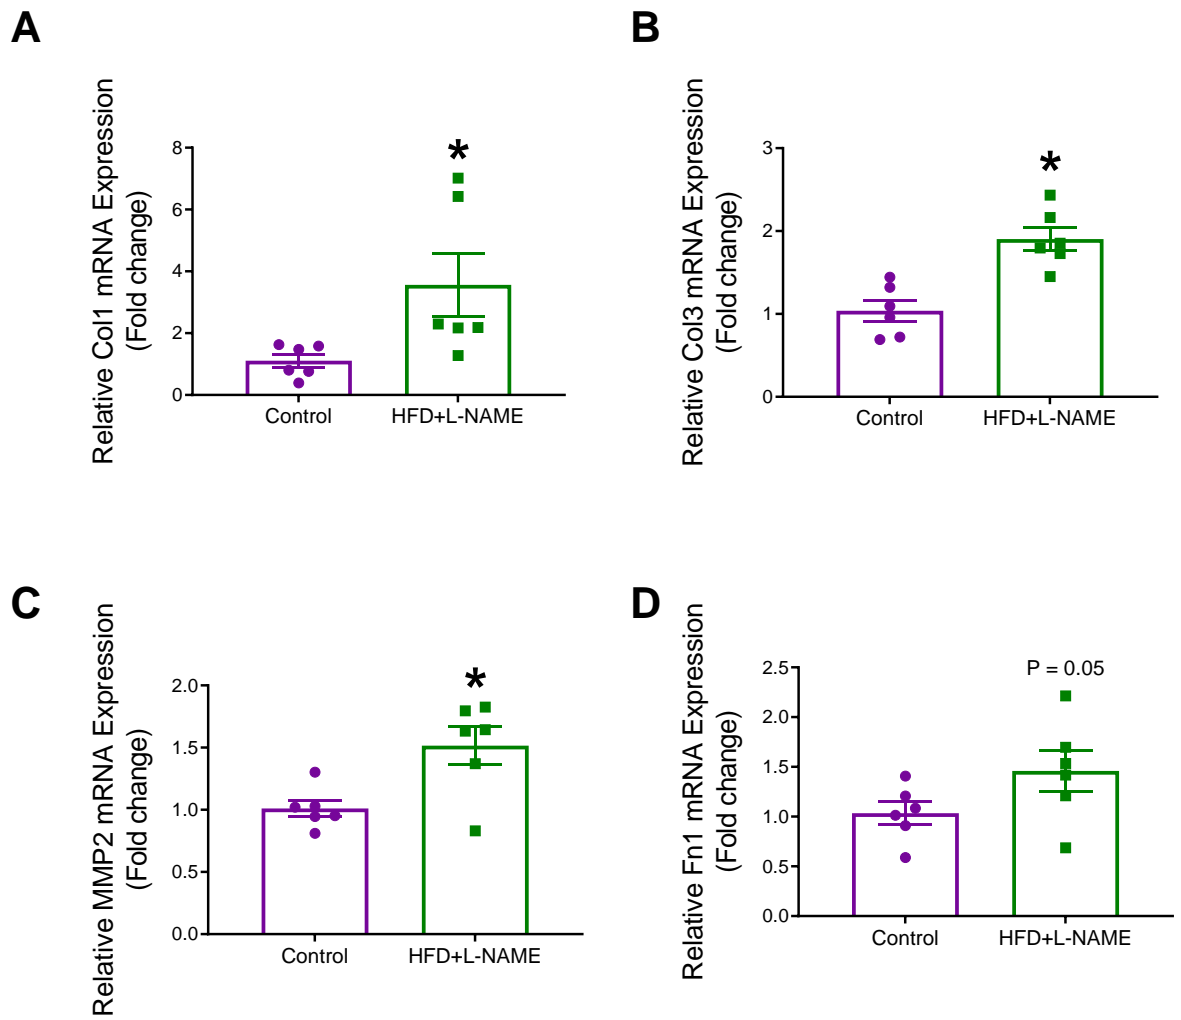 A
Relative Col1 mRNA Expression
(Fold change)
8
6
4
2
0
*
Control
HFD+L-NAME
B
Relative Col3 mRNA Expression
(Fold change)
3
2
1
0
*
Control
HFD+L-NAME
C
Relative MMP2 mRNA Expression
(Fold change)
2.0
1.5
1.0
0.5
0.0
*
Control
HFD+L-NAME
D
Relative Fn1 mRNA Expression
(Fold change)
2.5
2.0
1.5
1.0
0.5
0.0
P = 0.05
Control
HFD+L-NAME